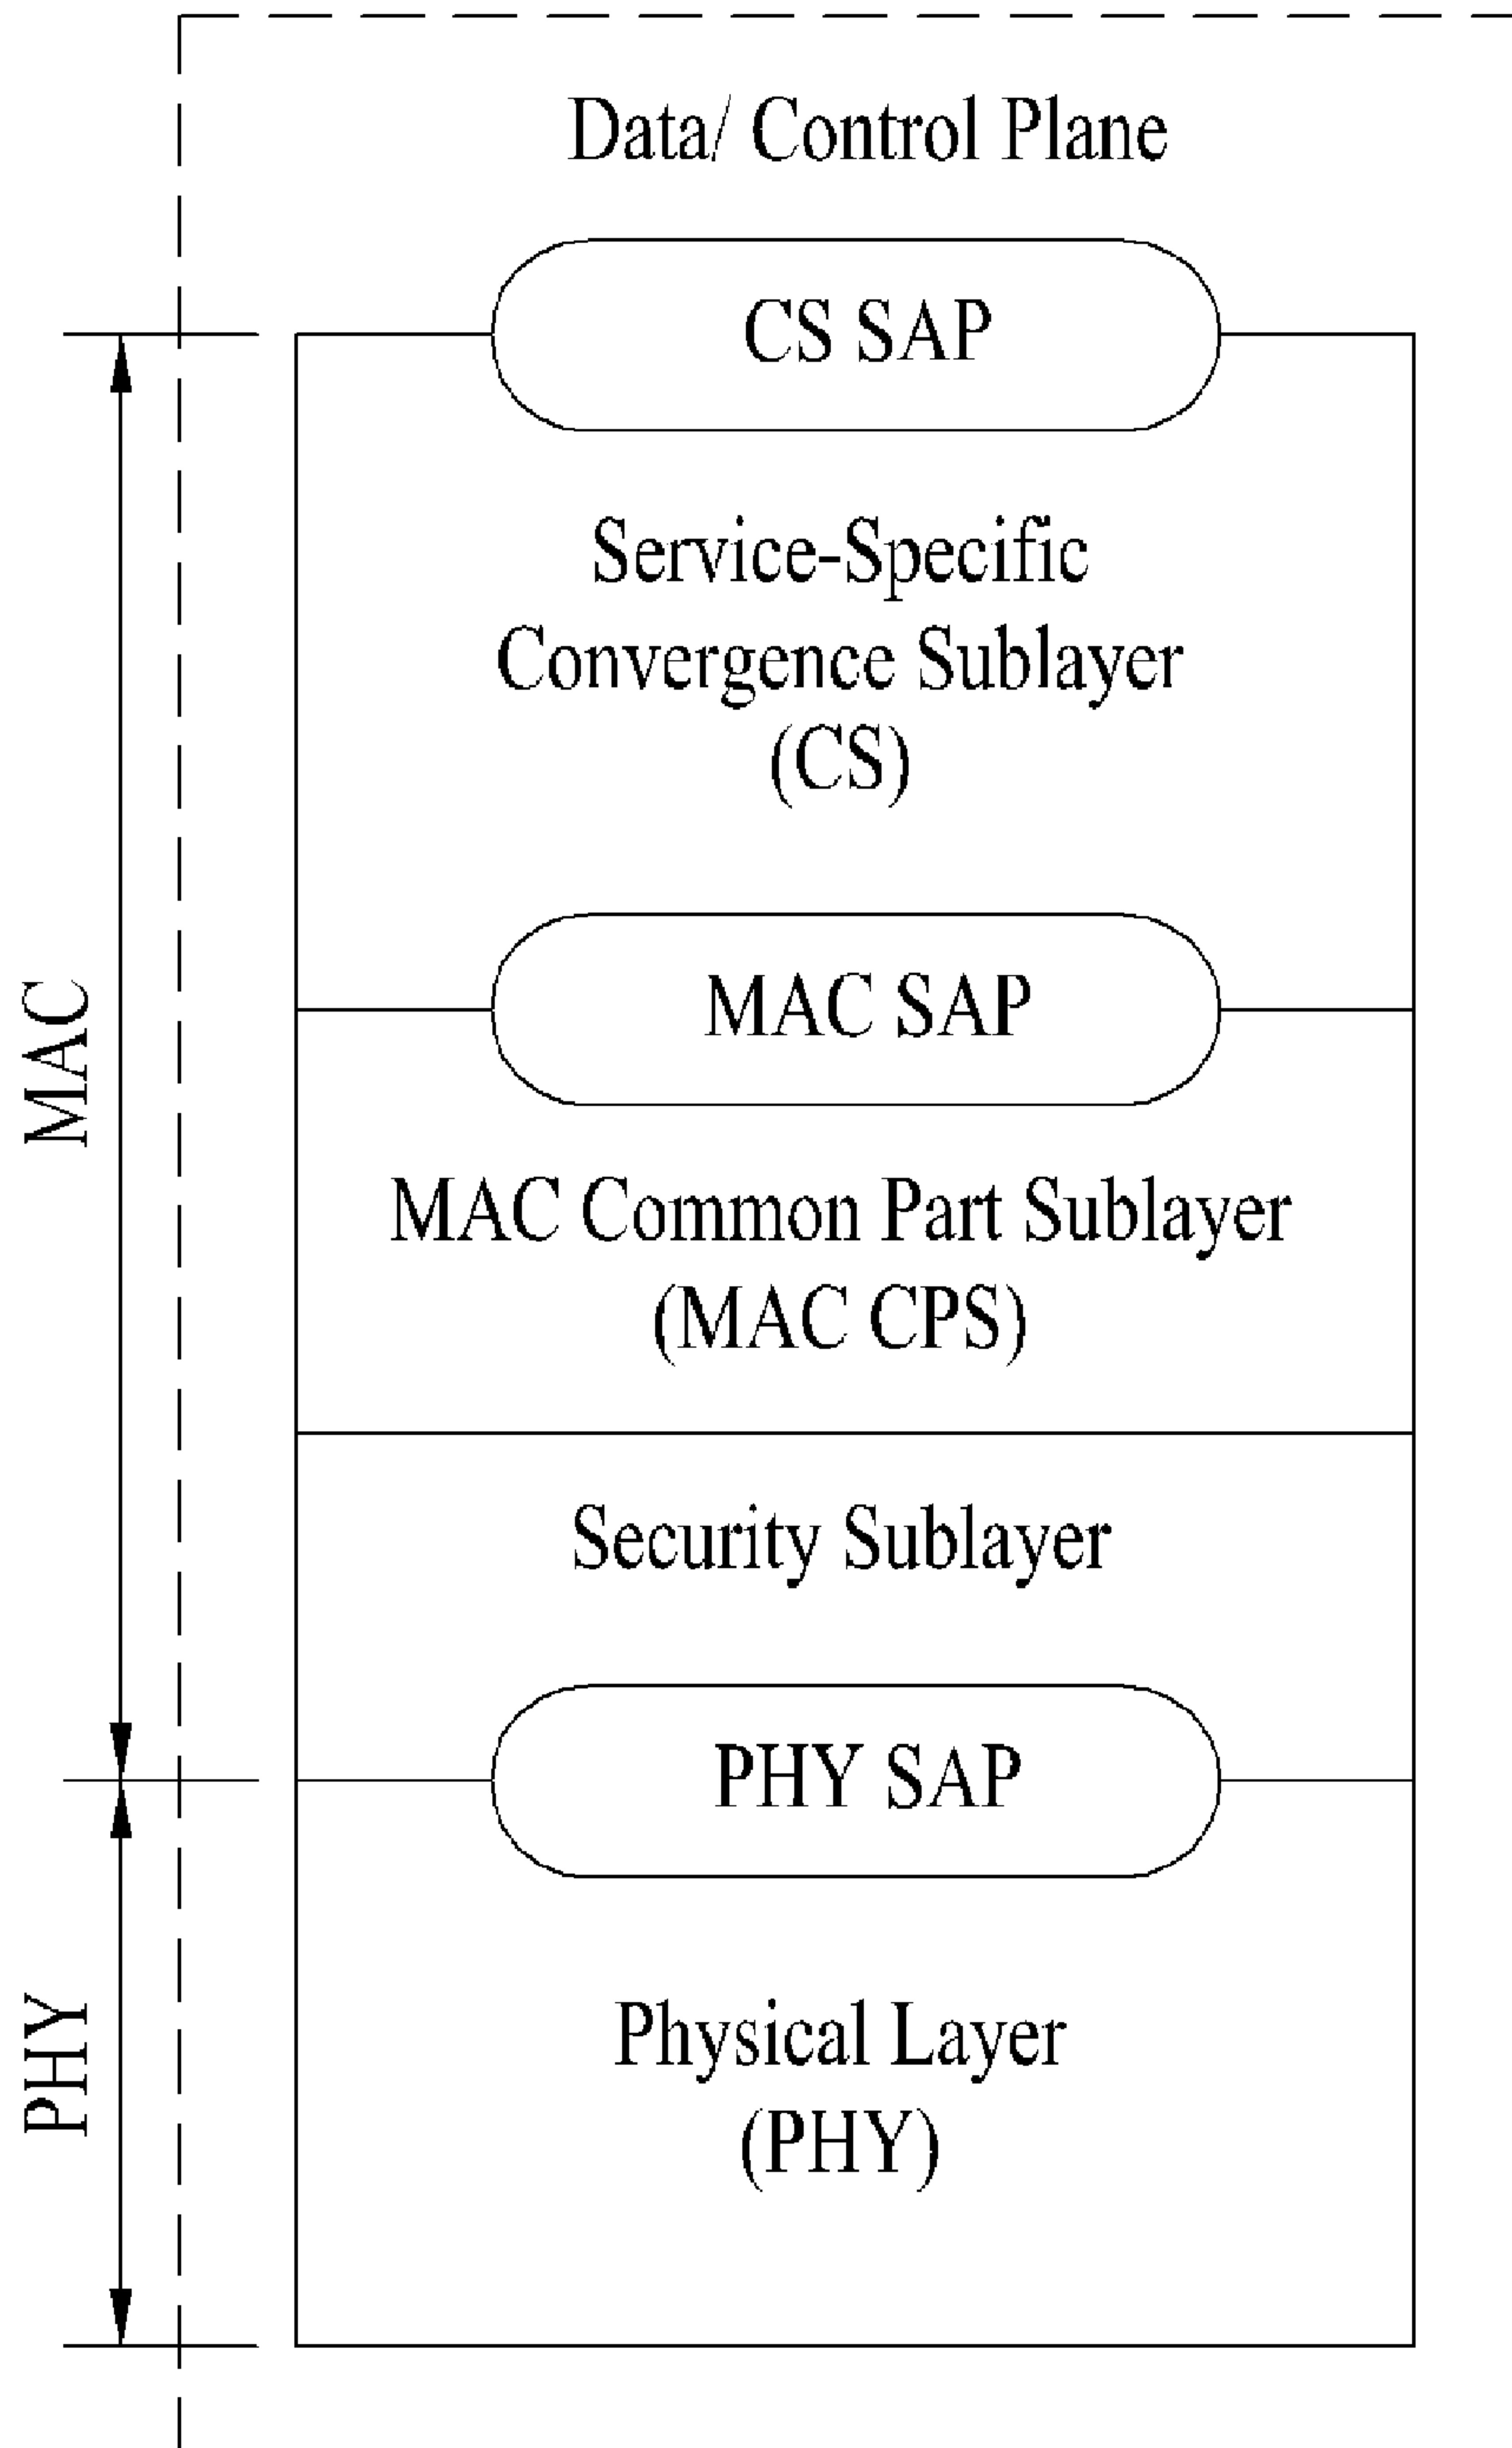 Data/ Control Plane
CS SAP
Service-Specific
Convergence Sublayer
(CS)
MAC SAP
MAC
MAC Common Part Sublayer
(MAC CPS)
Security Sublayer
PHY SAP
PHY
Physical Layer
(PHY)